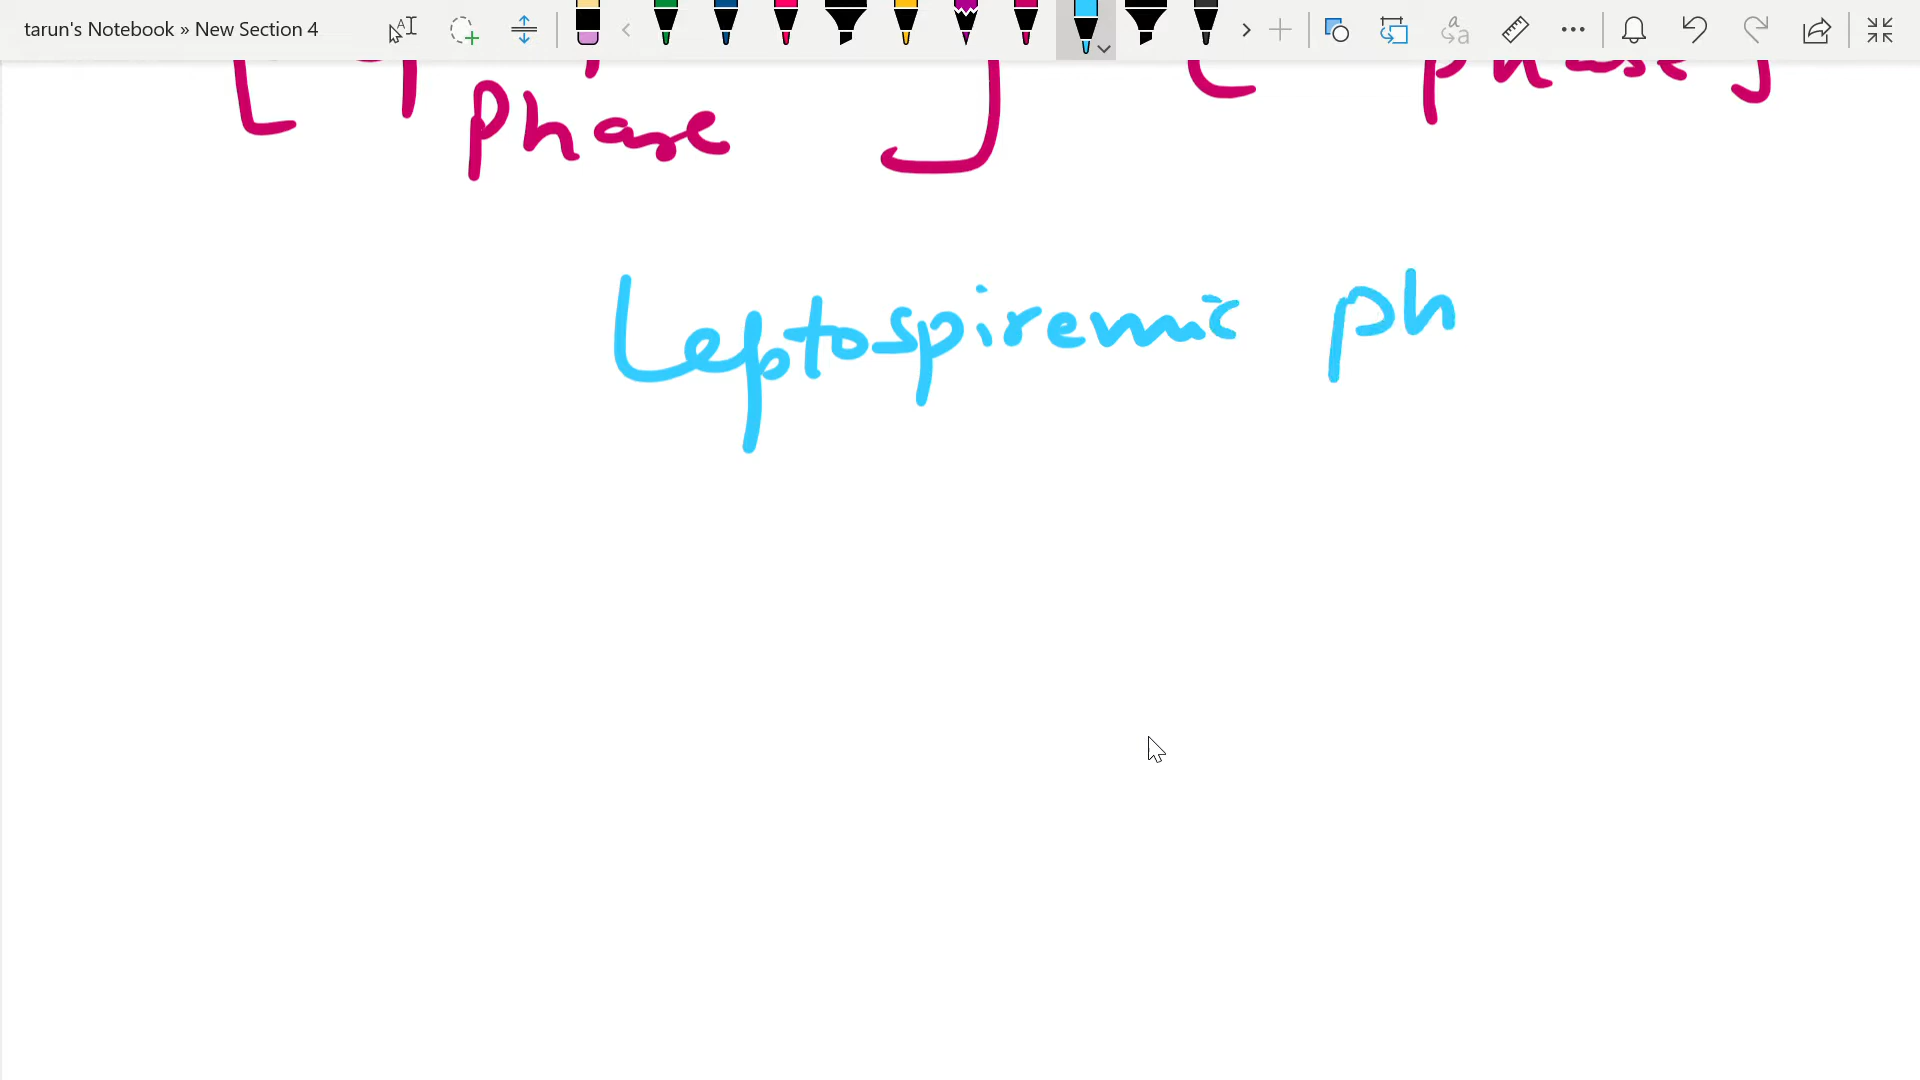 tarun's Notebook » New Section 4
phase
phase]
Leptospiremic ph